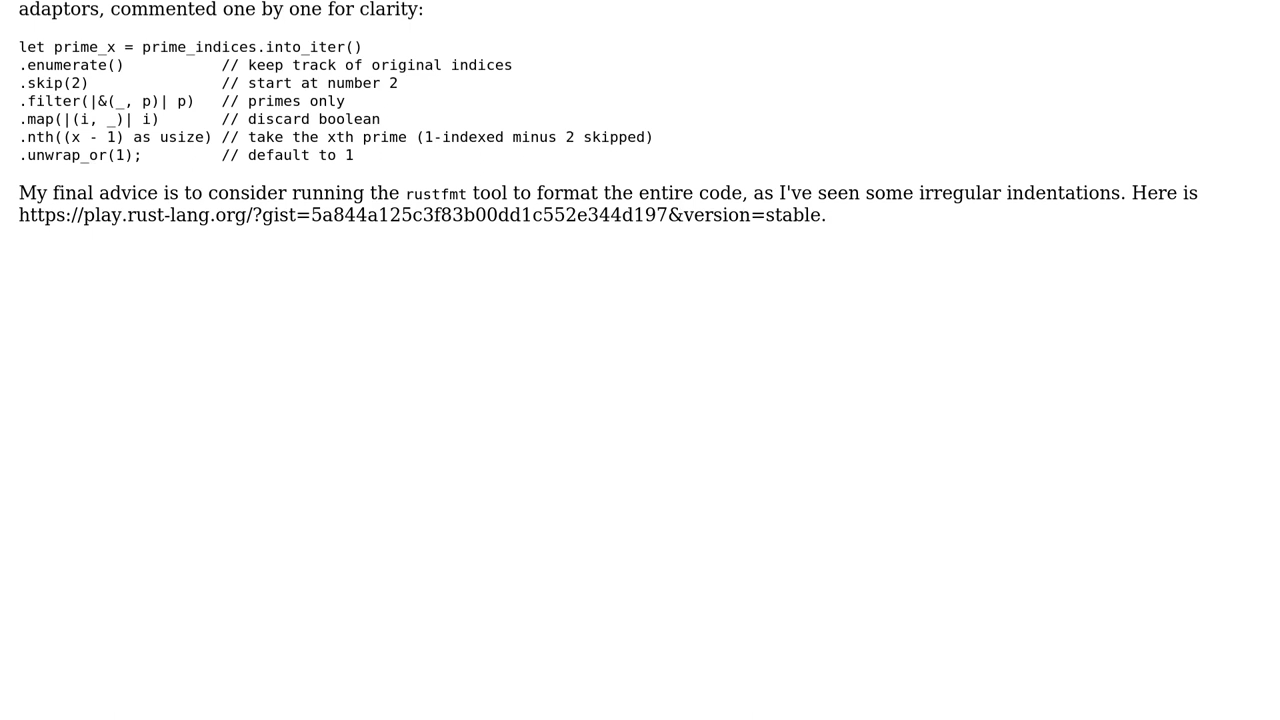 adaptors, commented one by one for clarity:
let prime_x = prime_indices.into_iter()
.enumerate()           // keep track of original indices
.skip(2)               // start at number 2
.filter(|&(_, p)| p)   // primes only
.map(|(i, _)| i)       // discard boolean
.nth((x - 1) as usize) // take the xth prime (1-indexed minus 2 skipped)
.unwrap_or(1);         // default to 1
My final advice is to consider running the rustfmt tool to format the entire code, as I've seen some irregular indentations. Here is
https://play.rust-lang.org/?gist=5a844a125c3f83b00dd1c552e344d197&version=stable.